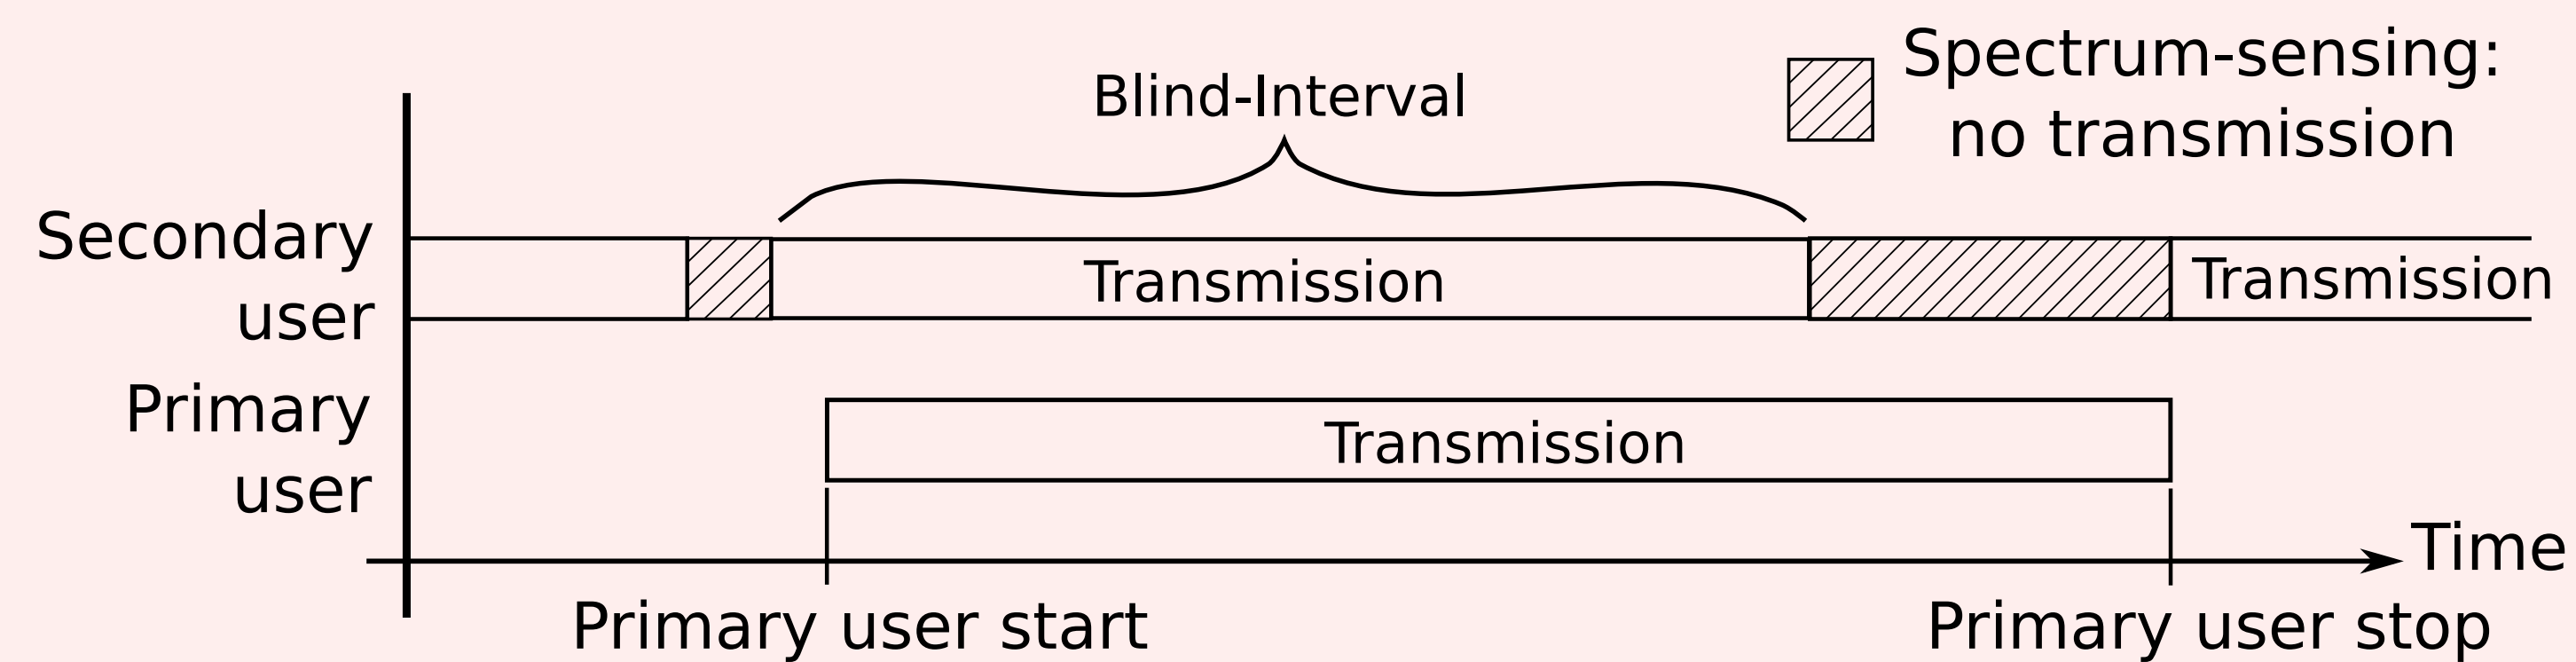 Spectrum-sensing:
no transmission
Blind-Interval
Secondary
user
Transmission
Transmission
Primary
user
Transmission
Time
Primary user start
Primary user stop